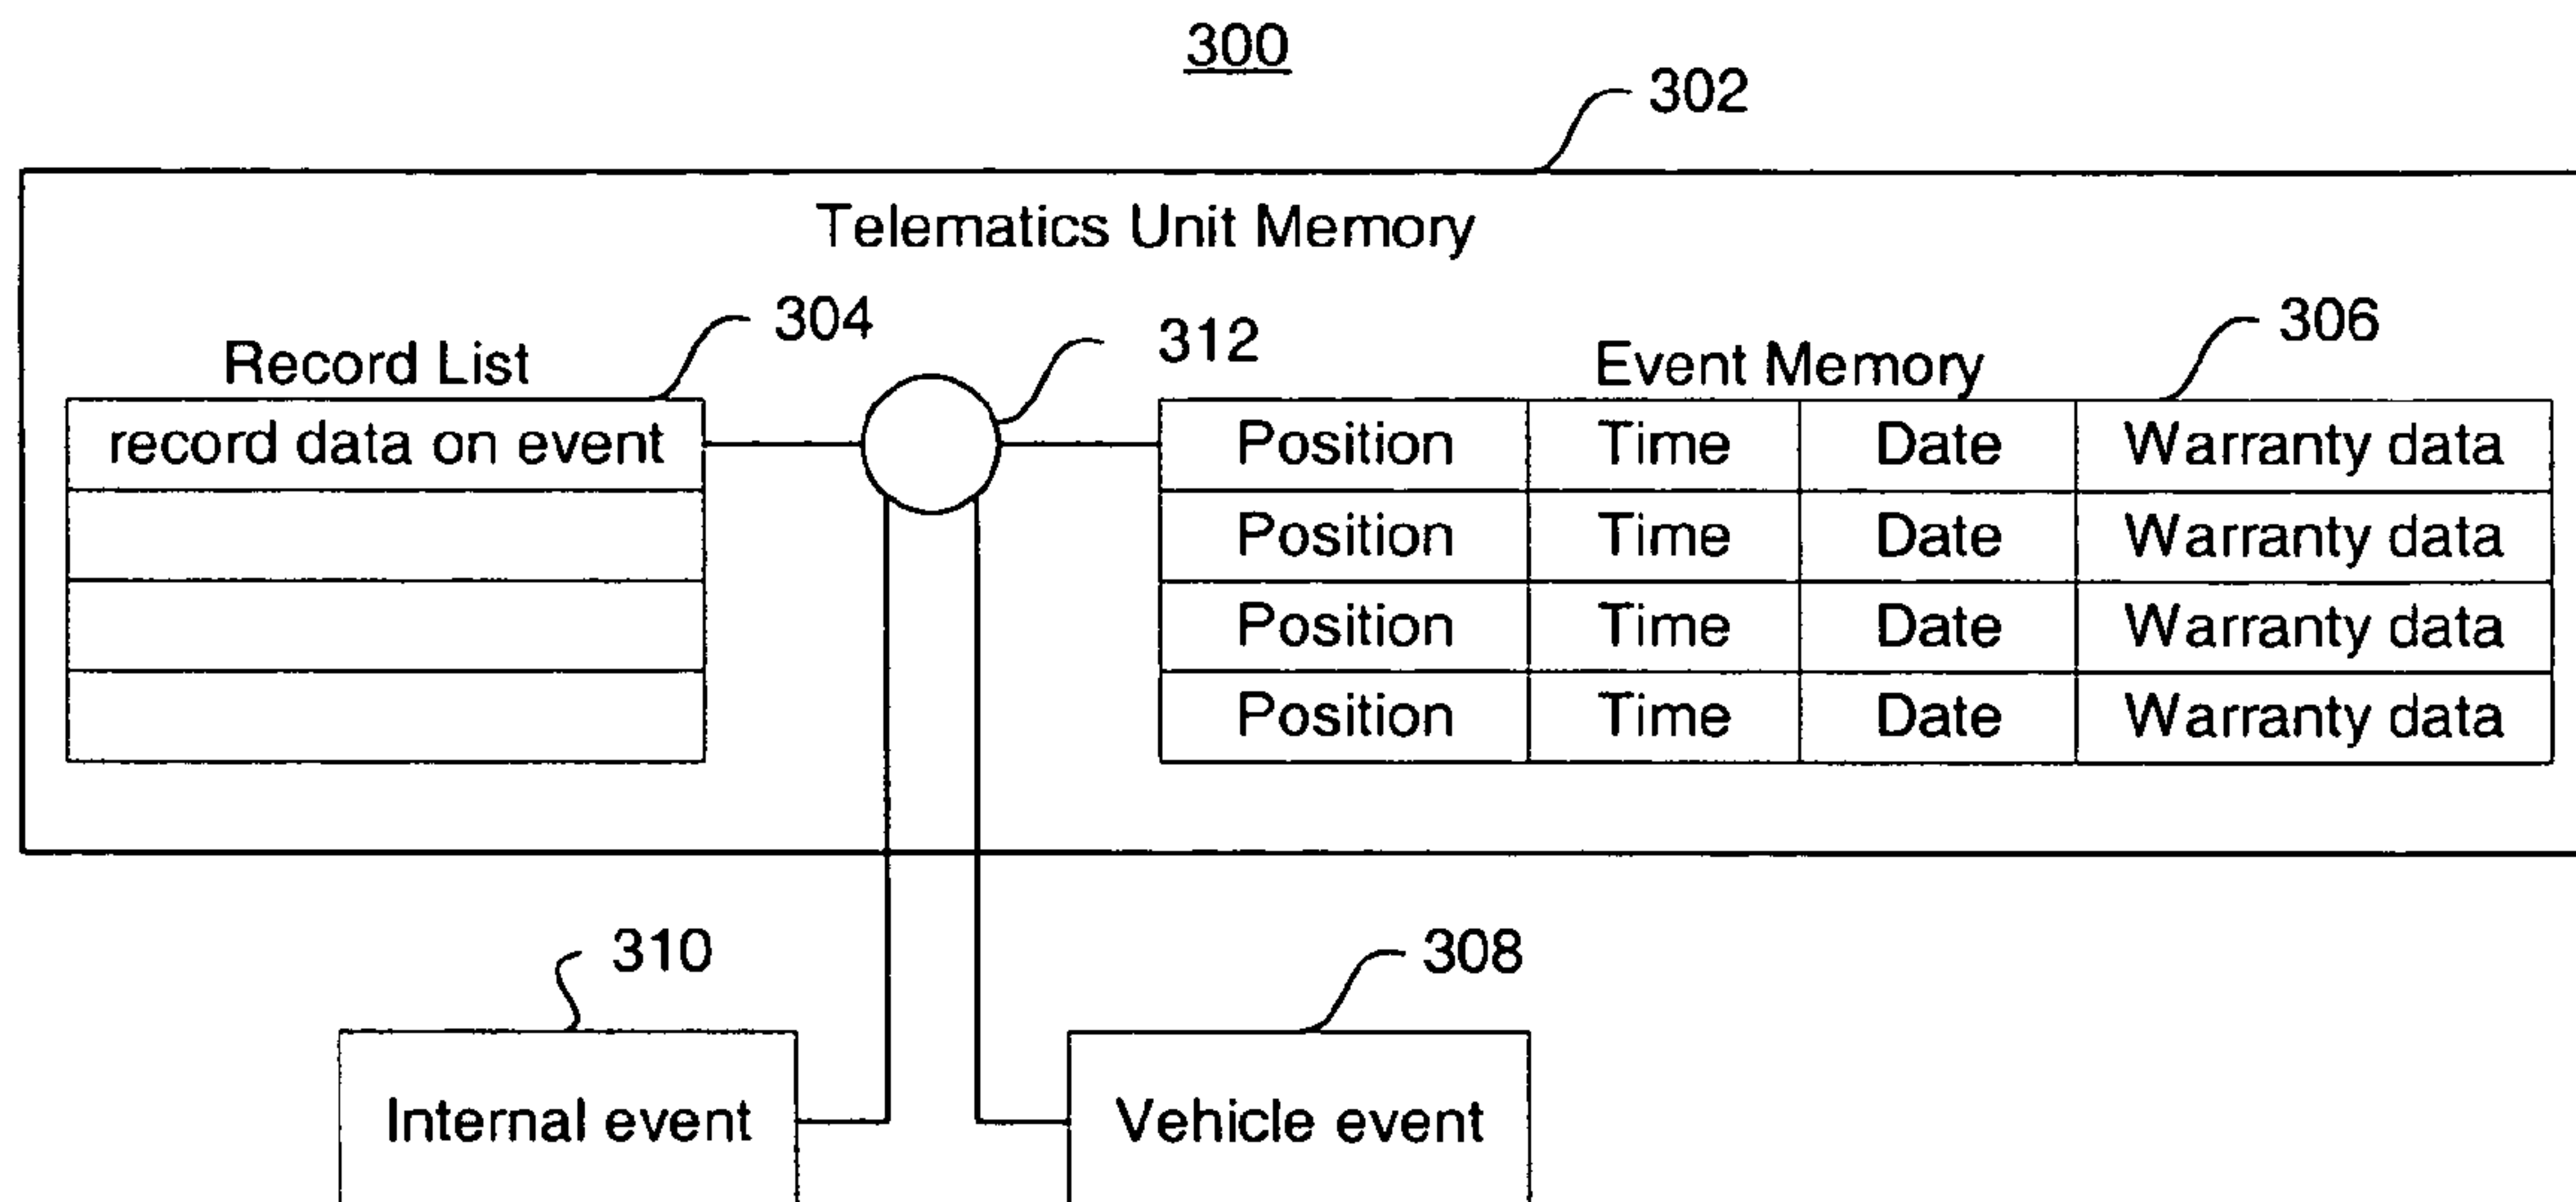 300
302
Telematics Unit Memory
304
312
306
Record List
Event Memory
record data on event
Position Time Date Warranty data
Position Time Date Warranty data
Position Time Date Warranty data
Position Time Date Warranty data
310
308
Internal event
Vehicle event